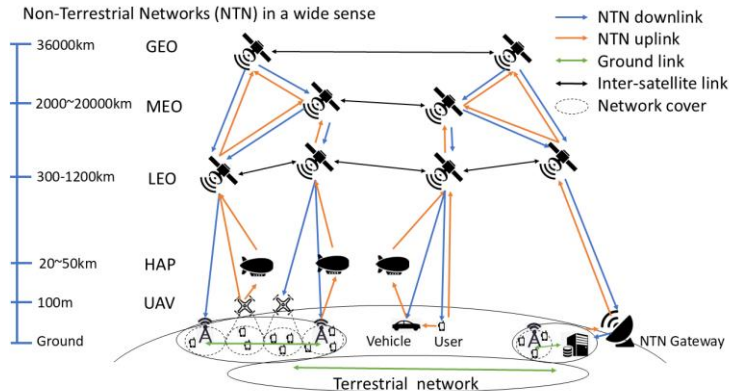 Non-Terrestrial Networks (NTN) in a wide sense
NTN downlink
NTN uplink
Ground link
Inter-satellite link
Network cover
36000km GEO
2000~20000km MEO
300-1200km LEO
20~50km HAP
100m UAV
Ground
Vehicle User
NTN Gateway
Terrestrial network